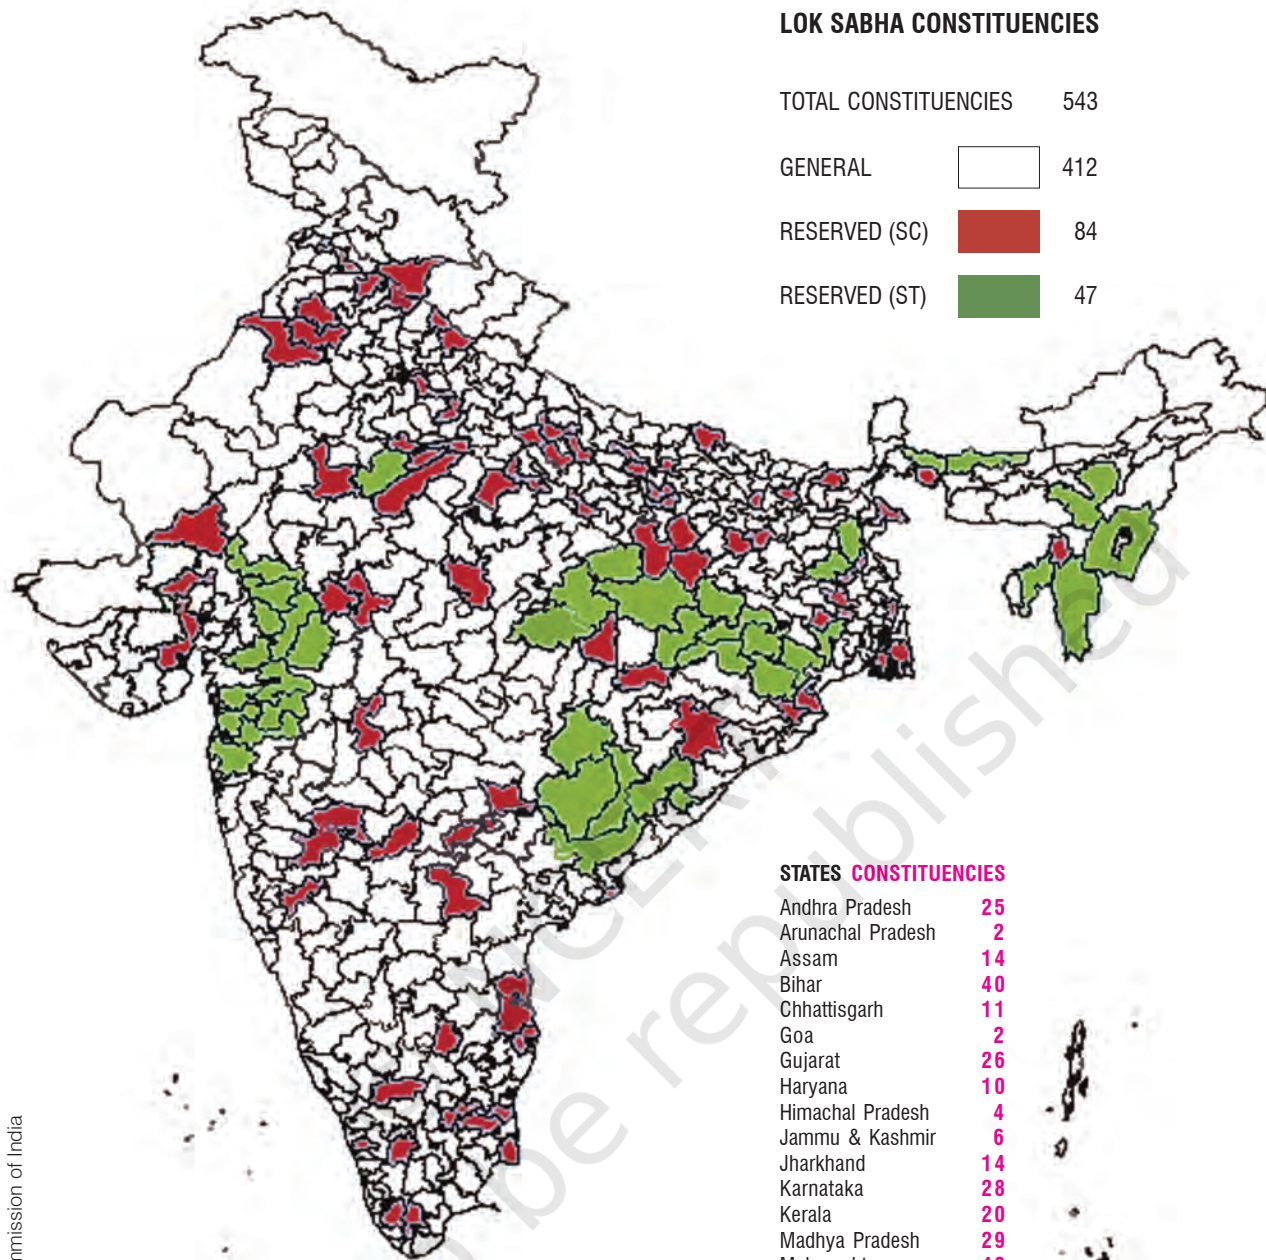 LOK SABHA CONSTITUENCIES
TOTAL CONSTITUENCIES 543
GENERAL 412
RESERVED (SC) 84
RESERVED (ST) 47
STATES CONSTITUENCIES
Andhra Pradesh 25
Arunachal Pradesh 2
Assam 14
Bihar 40
Chhattisgarh 11
Goa 2
Gujarat 26
Haryana 10
Himachal Pradesh 4
Jammu & Kashmir 6
Jharkhand 14
Karnataka 28
Kerala 20
Madhya Pradesh 29
mmission of India
be republished